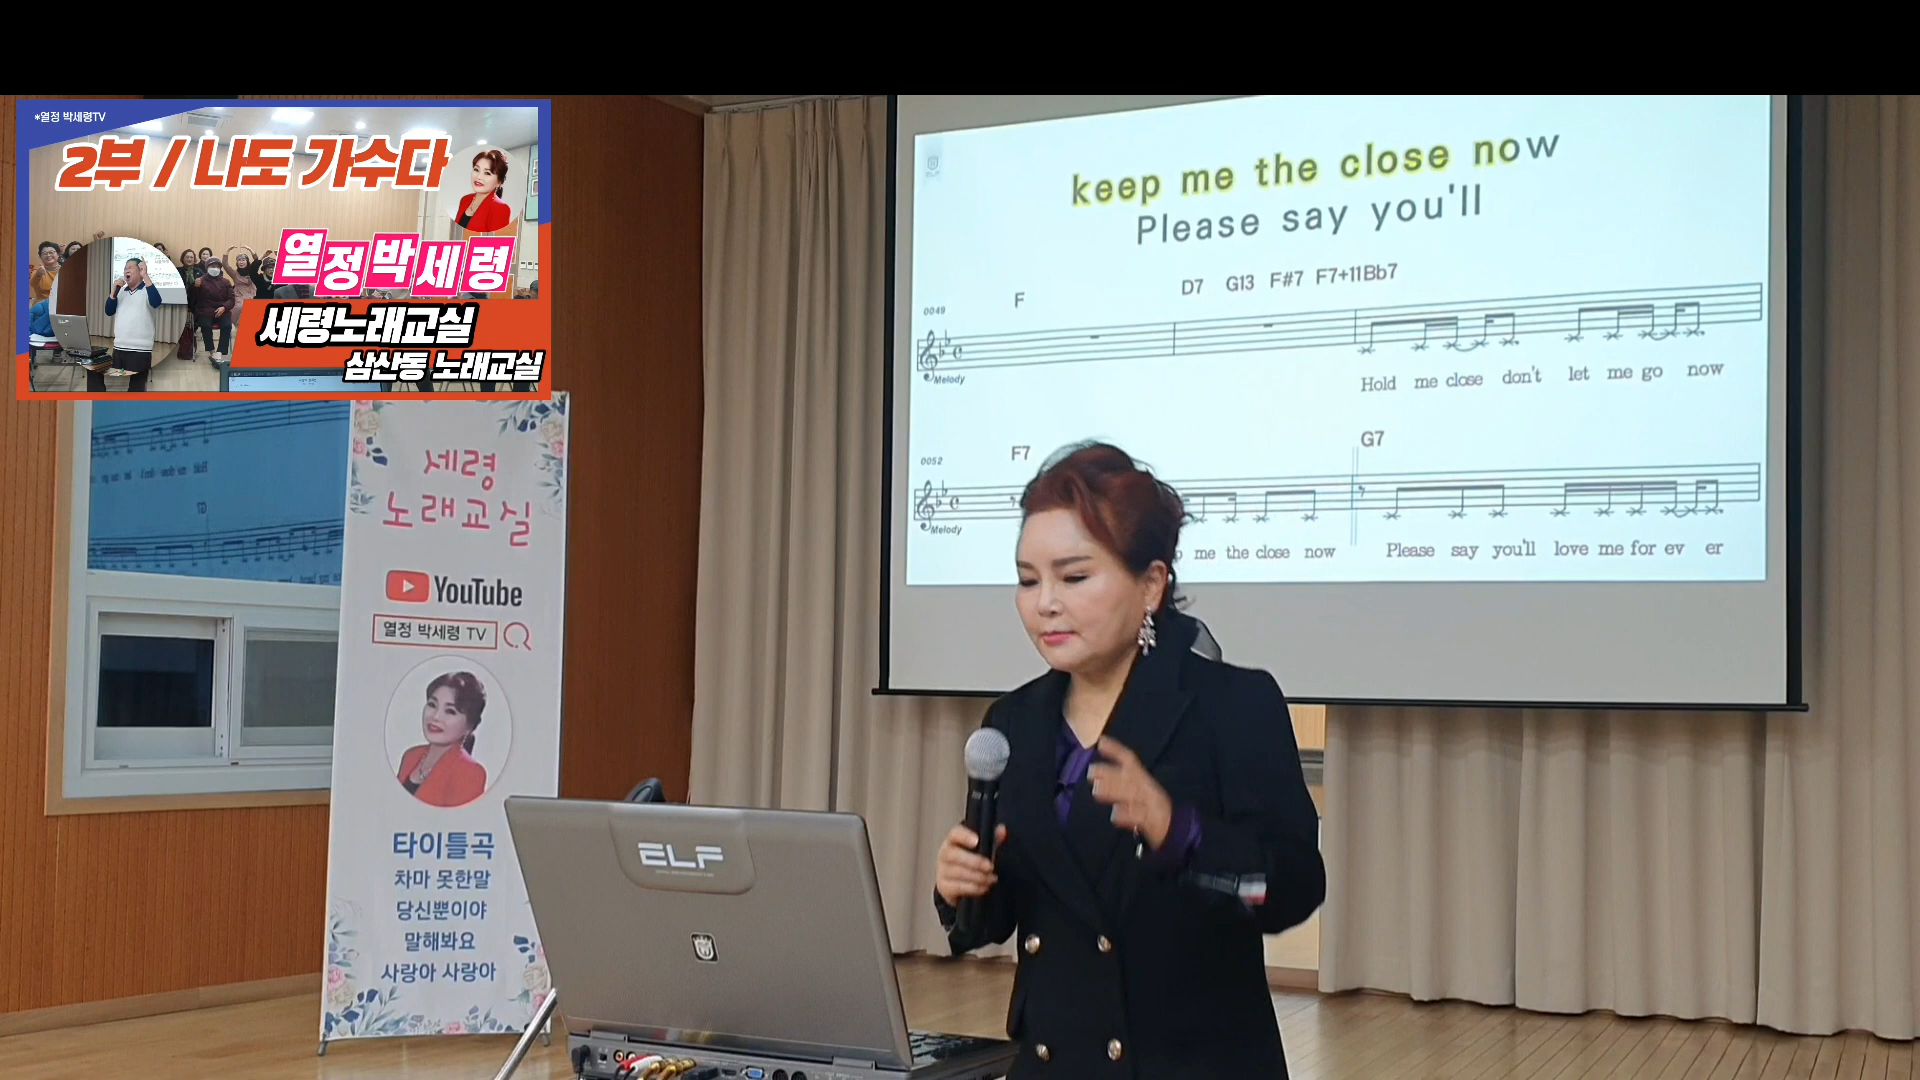 *열정 박세령TV
2부 / 나도 가수다
열정박세령
세령노래교실
삼산동 노래교실
세령
노래교실
YouTube
열정 박세령 TV
타이틀곡
차마 못한말
당신뿐이야
말해봐요
사랑아 사랑아
ELF
keep me the close now
Please say you'll
F D7 G13 F#7 F7+11Bb7
0049
Melody
Hold me close don't let me go now
F7 G7
0052
Melody
me the close now Please say you'll love me for ev er